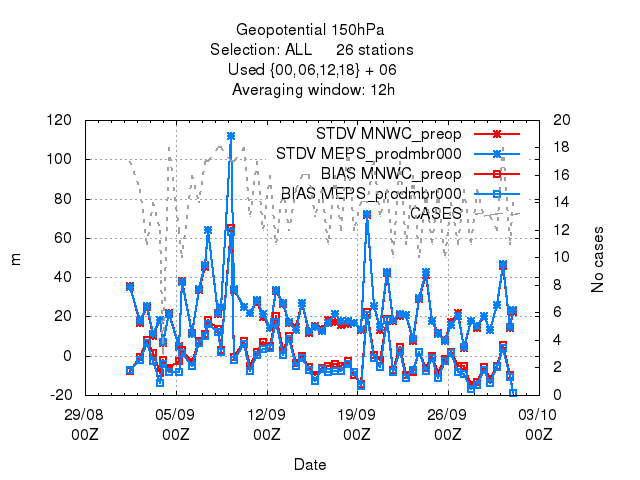 Geopotential 150hPa
Selection: ALL 26 stations
Used {00,06,12,18} + 06
Averaging window: 12h
STDV MNWC_preop
STDV MEPS_prodmbr000
BIAS MNWC_preop
BIAS MEPS_prodmbr000
CASES
120
100
80
60
40
20
0
-20
m
20
18
16
14
12
10
8
6
4
2
0
No cases
29/08 05/09 12/09 19/09 26/09 03/10
00Z 00Z 00Z 00Z 00Z 00Z
Date